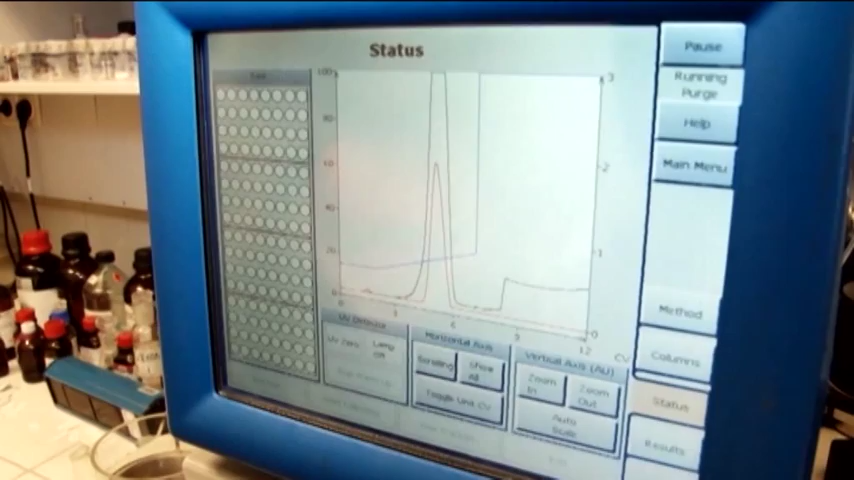 Status
Pause
Running
Purge
Help
Main Menu
100
80
60
40
20
0
3
2
1
0
3
6
9
12
CV
UV Detector
UV Zero
Lamp
Off
Horizontal Axis
Scrolling
Show
All
Toggle Unit CV
Vertical Axis (AU)
Zoom
In
Zoom
Out
Auto
Scale
Method
Columns
Status
Results